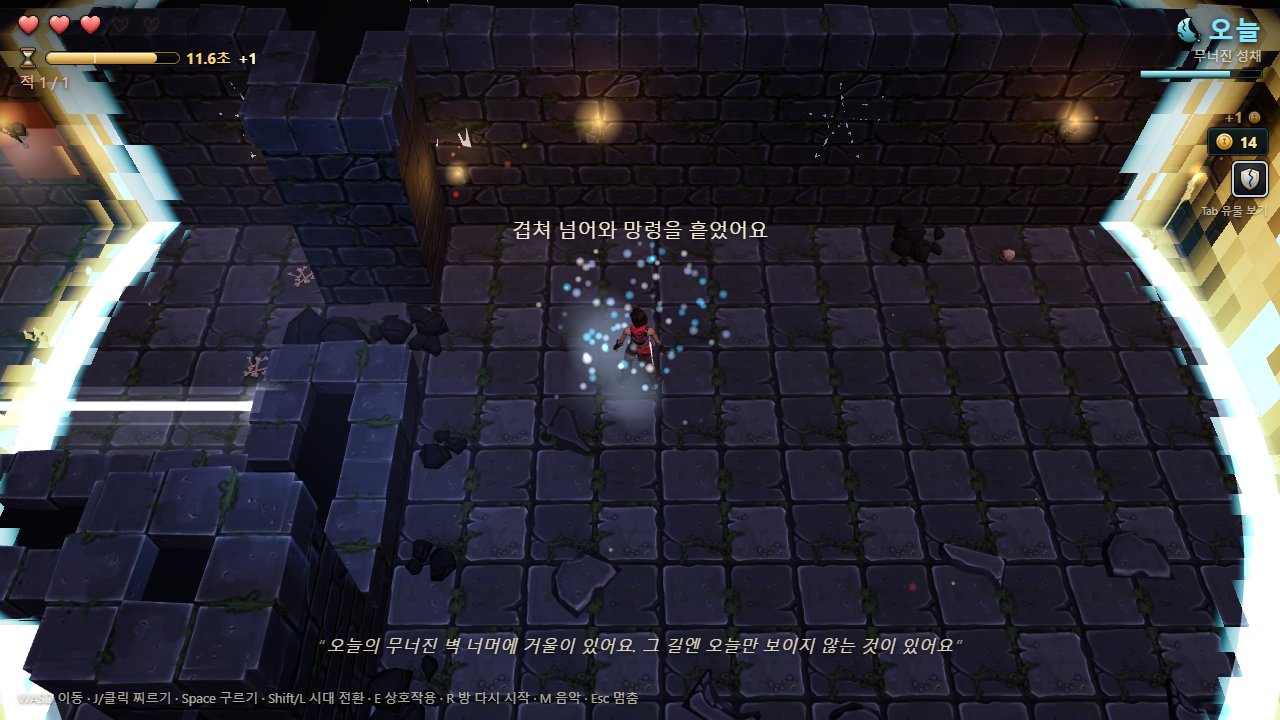 오늘
무너진 성채
11.6초 +1
적 1 / 1
+1
14
Tab 유물 보기
겹쳐 넘어와 망령을 흩었어요
“오늘의 무너진 벽 너머에 거울이 있어요. 그 길엔 오늘만 보이지 않는 것이 있어요”
WASD 이동 · J/클릭 찌르기 · Space 구르기 · Shift/L 시대 전환 · E 상호작용 · R 방 다시 시작 · M 음악 · Esc 멈춤